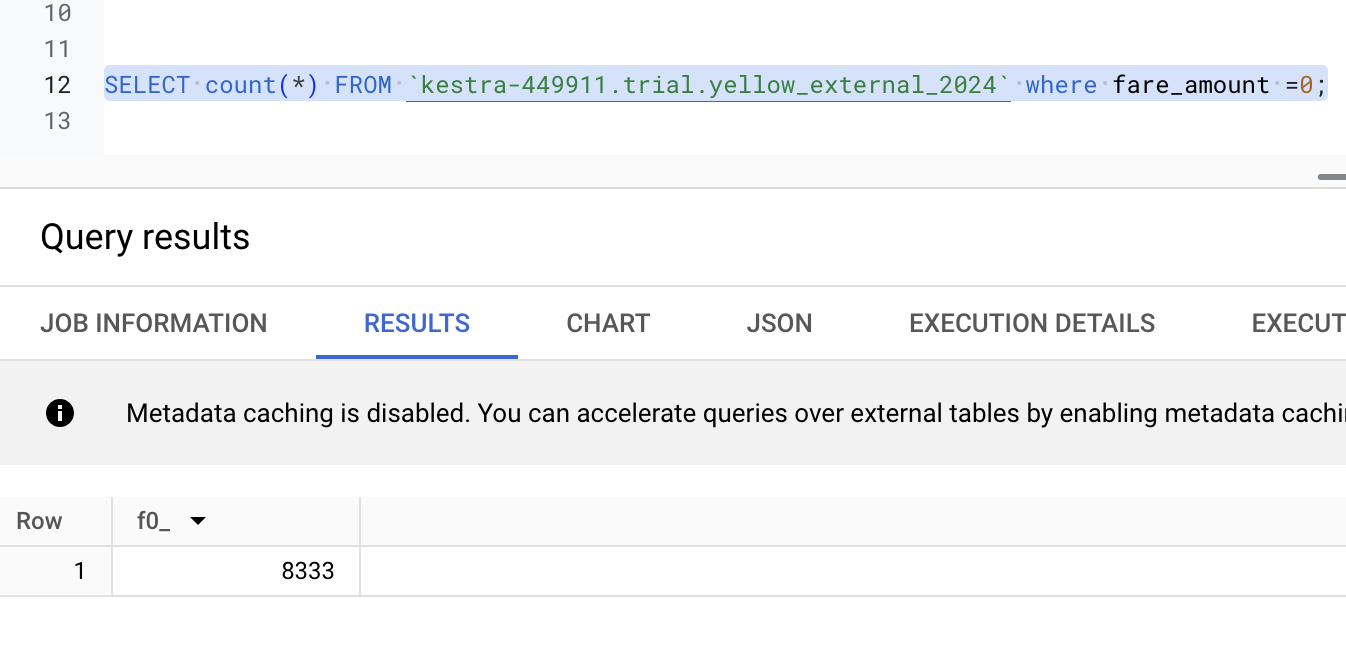 10
11
12 SELECT count(*) FROM `kestra-449911.trial.yellow_external_2024` where fare_amount =0;
13
Query results
JOB INFORMATION RESULTS CHART JSON EXECUTION DETAILS EXECUT
Metadata caching is disabled. You can accelerate queries over external tables by enabling metadata cachi
Row f0_
1 8333